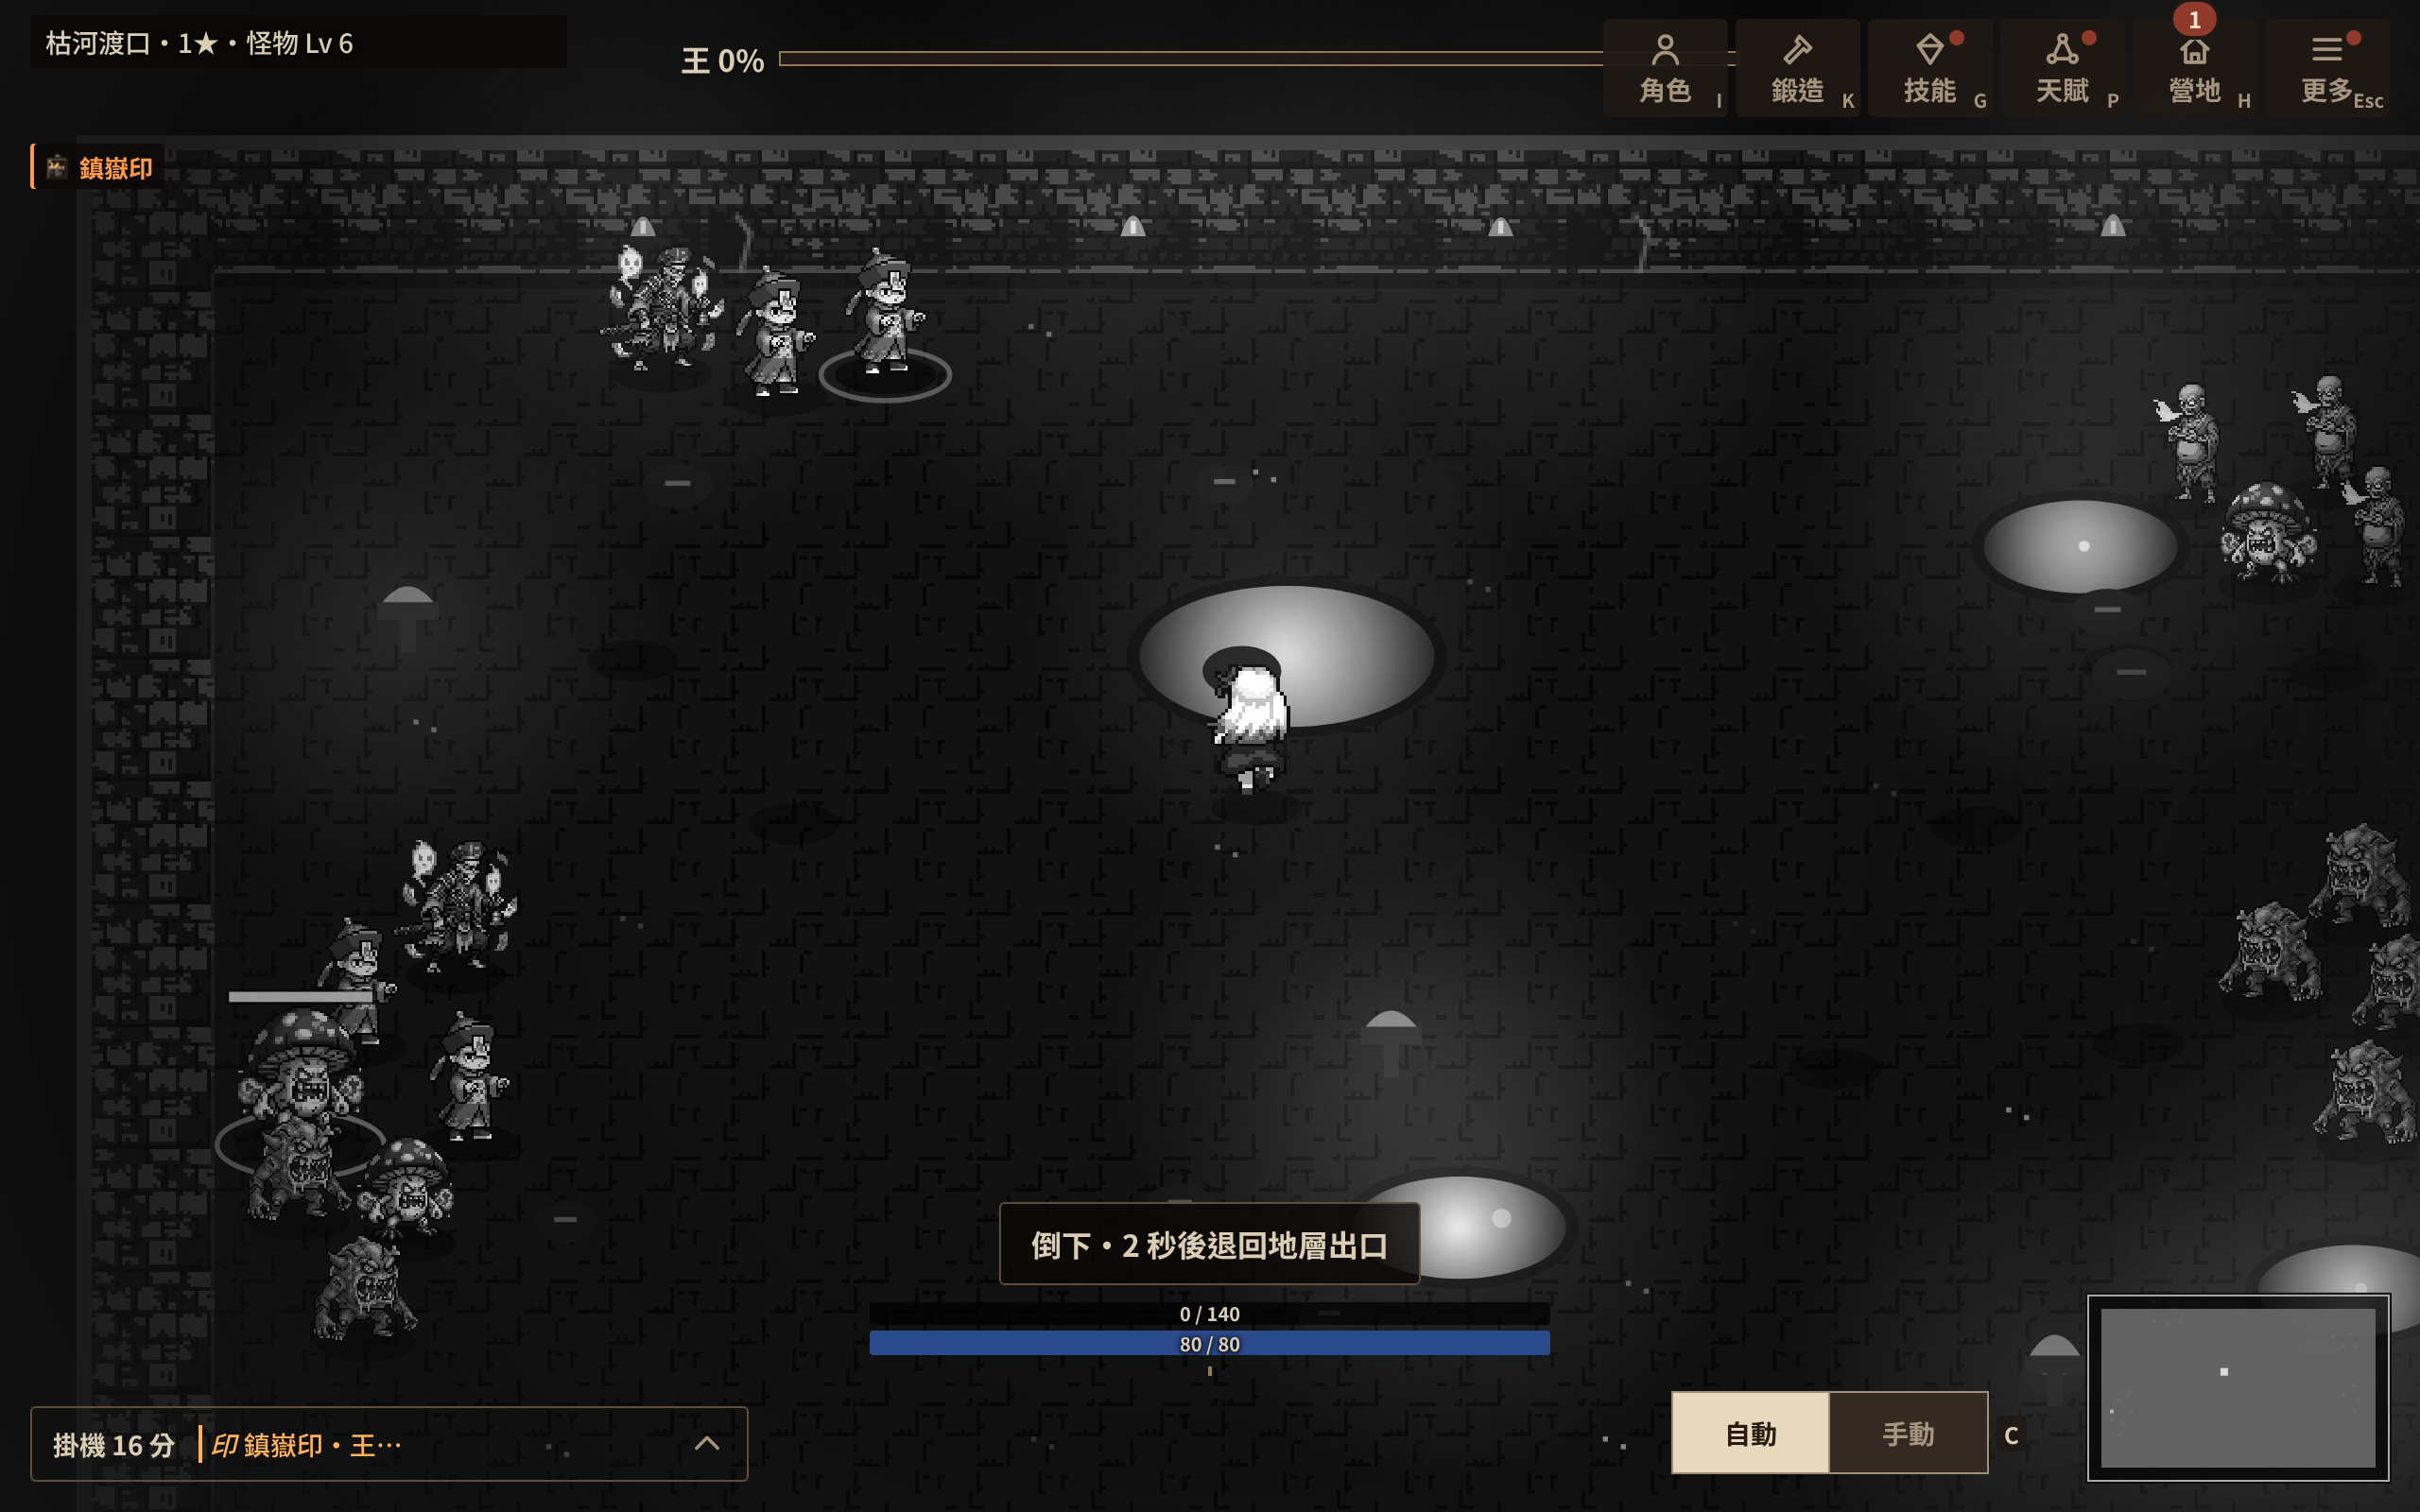 枯河渡口・1★・怪物 Lv 6
王 0%
角色 I
鍛造 K
技能 G
天賦 P
1
營地 H
更多 Esc
鎮嶽印
倒下・2 秒後退回地層出口
0 / 140
80 / 80
掛機 16 分
印 鎮嶽印・王…
自動
手動
C